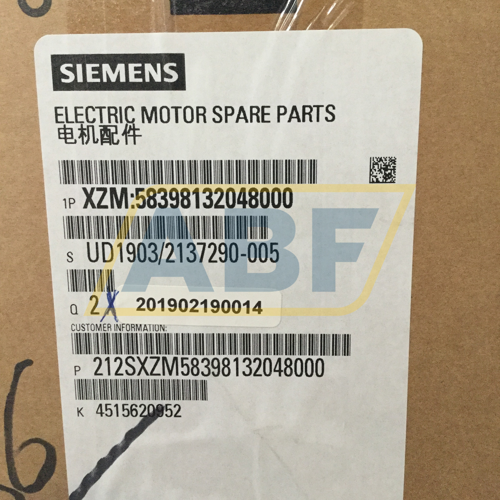 SIEMENS
ELECTRIC MOTOR SPARE PARTS
电机配件
1P XZM:58398132048000
S UD1903/2137290-005
Q 2 201902190014
CUSTOMER INFORMATION:
P 212SXZM58398132048000
K 4515620952
ABF
6